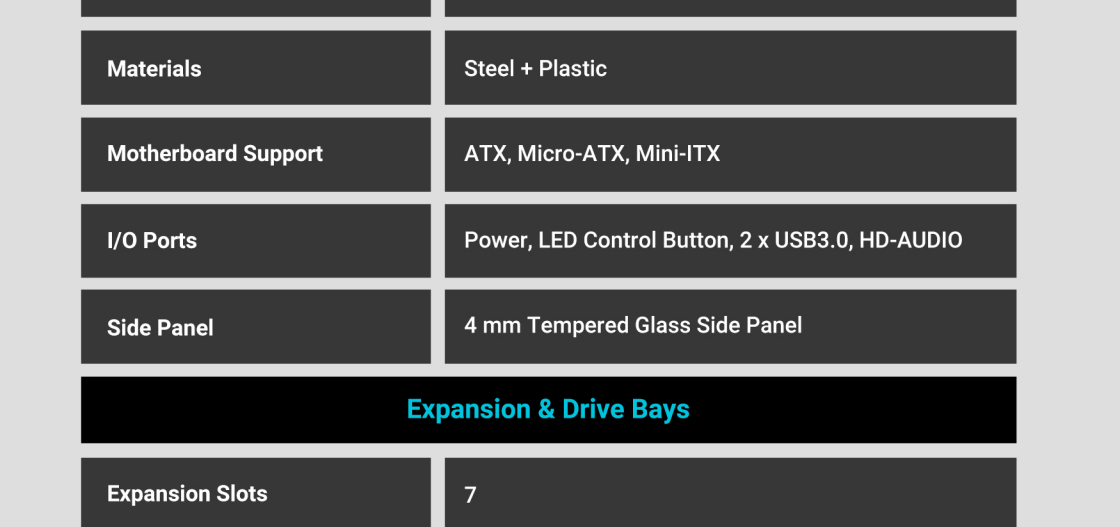 Materials
Steel + Plastic
Motherboard Support
ATX, Micro-ATX, Mini-ITX
I/O Ports
Power, LED Control Button, 2 x USB3.0, HD-AUDIO
Side Panel
4 mm Tempered Glass Side Panel
Expansion & Drive Bays
Expansion Slots
7